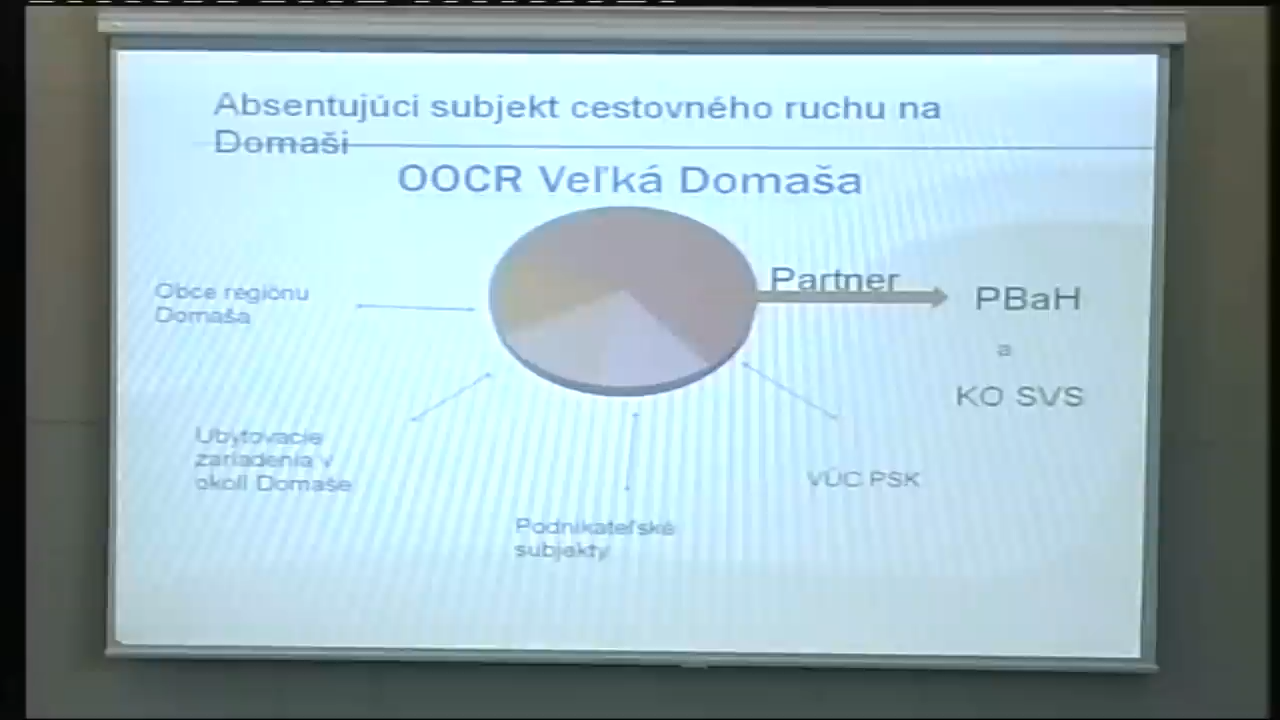 Absentujúci subjekt cestovného ruchu na
Domaši
OOCR Veľká Domaša
Partner
Obce regiónu
Domaša
PBaH
a
KO SVS
Ubytovacie
zariadenia v
okolí Domaše
VÚC PSK
Podnikateľské
subjekty